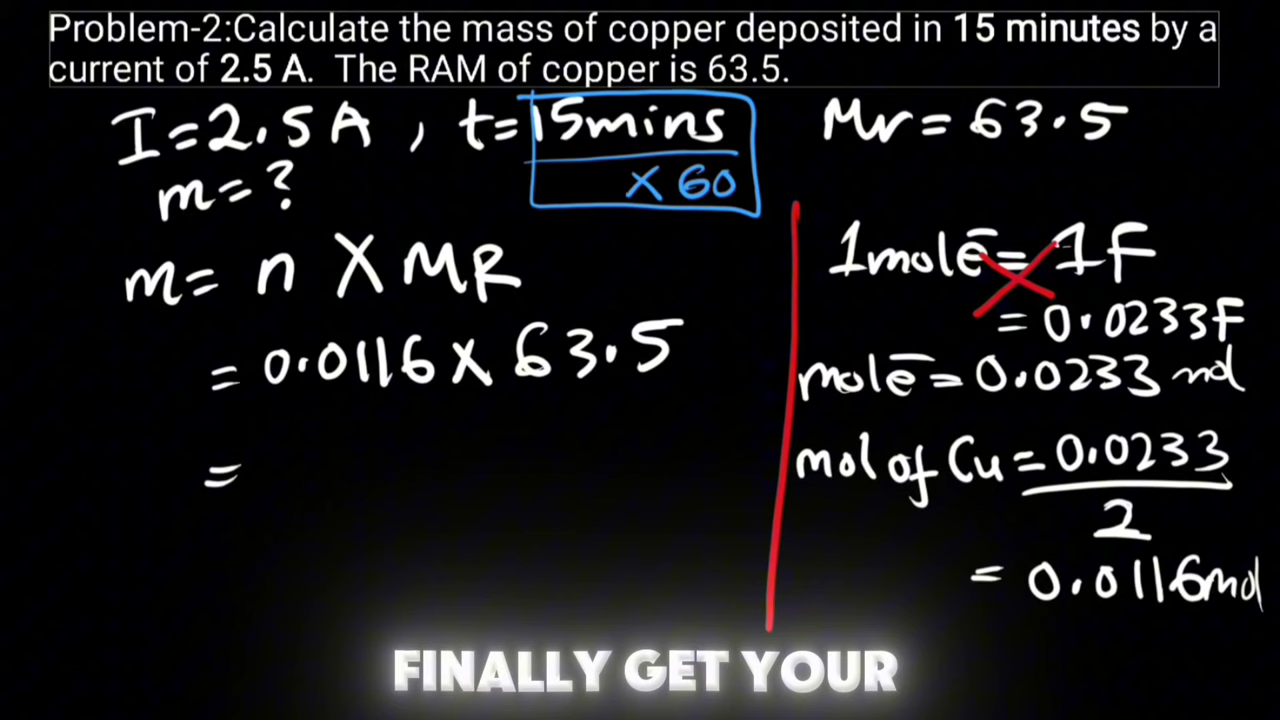 Problem-2:Calculate the mass of copper deposited in 15 minutes by a
current of 2.5 A. The RAM of copper is 63.5.
I=2.5A, t=15mins
x 60
Mr=63.5
m=?
m= n X MR
= 0.0116 X 63.5
=
1mole̅= 1F
= 0.0233F
mole̅=0.0233 mol
mol of Cu=0.0233
2
= 0.0116mol
FINALLY GET YOUR